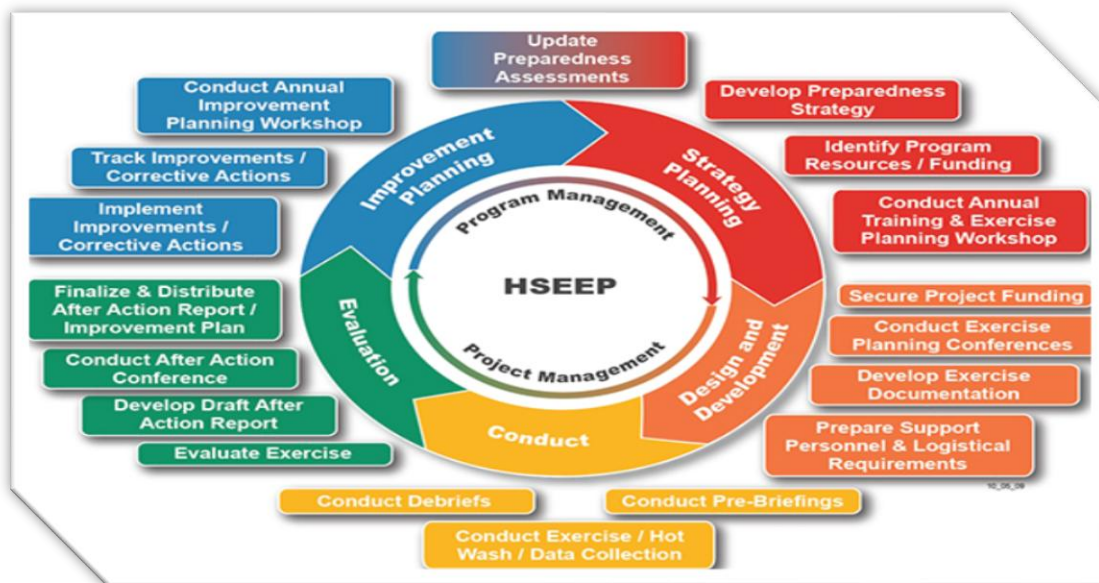 Update
Preparedness
Assessments
Develop Preparedness
Strategy
Identify Program
Resources / Funding
Conduct Annual
Training & Exercise
Planning Workshop
Secure Project Funding
Conduct Exercise
Planning Conferences
Develop Exercise
Documentation
Prepare Support
Personnel & Logistical
Requirements
Conduct Pre-Briefings
Conduct Exercise / Hot
Wash / Data Collection
Conduct Debriefs
Evaluate Exercise
Develop Draft After
Action Report
Conduct After Action
Conference
Finalize & Distribute
After Action Report /
Improvement Plan
Implement
Improvements /
Corrective Actions
Track Improvements /
Corrective Actions
Conduct Annual
Improvement
Planning Workshop
Improvement
Planning
Strategy
Planning
Design and
Development
Conduct
Evaluation
Program Management
HSEEP
Project Management
10_05_09